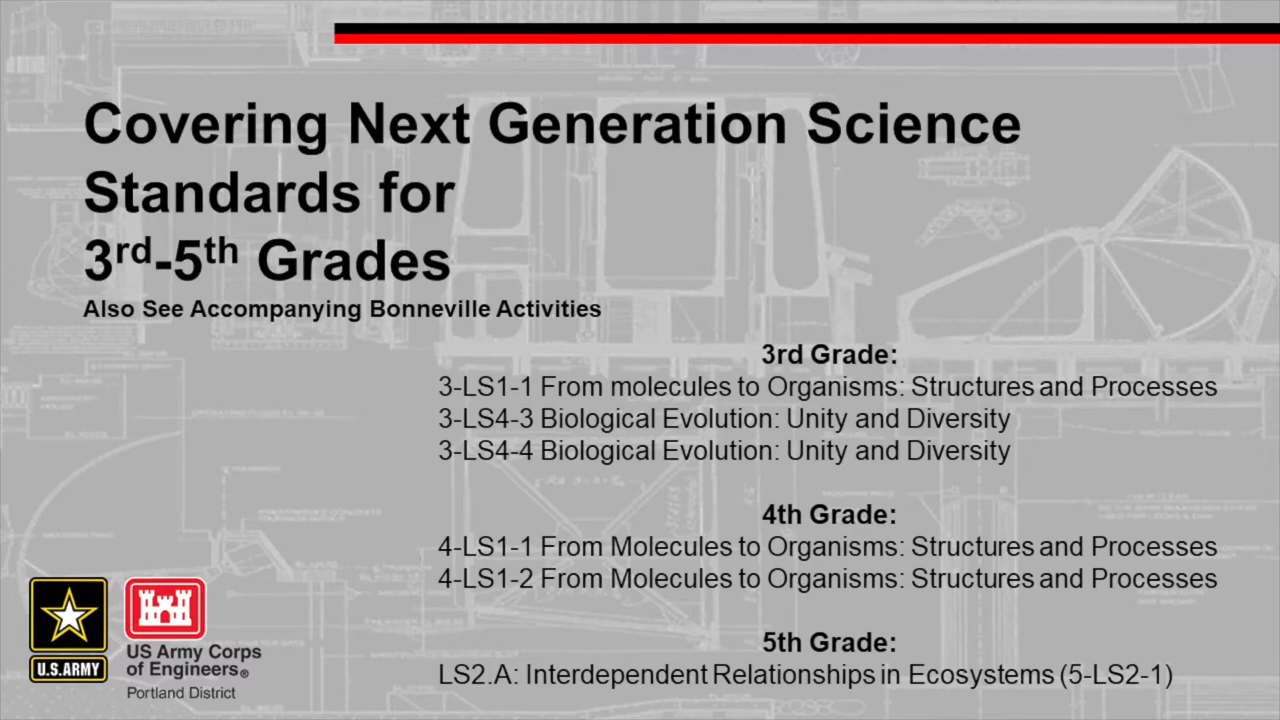 Covering Next Generation Science
Standards for
3rd-5th Grades
Also See Accompanying Bonneville Activities
3rd Grade:
3-LS1-1 From molecules to Organisms: Structures and Processes
3-LS4-3 Biological Evolution: Unity and Diversity
3-LS4-4 Biological Evolution: Unity and Diversity
4th Grade:
4-LS1-1 From Molecules to Organisms: Structures and Processes
4-LS1-2 From Molecules to Organisms: Structures and Processes
5th Grade:
LS2.A: Interdependent Relationships in Ecosystems (5-LS2-1)
U.S.ARMY
US Army Corps
of Engineers®
Portland District